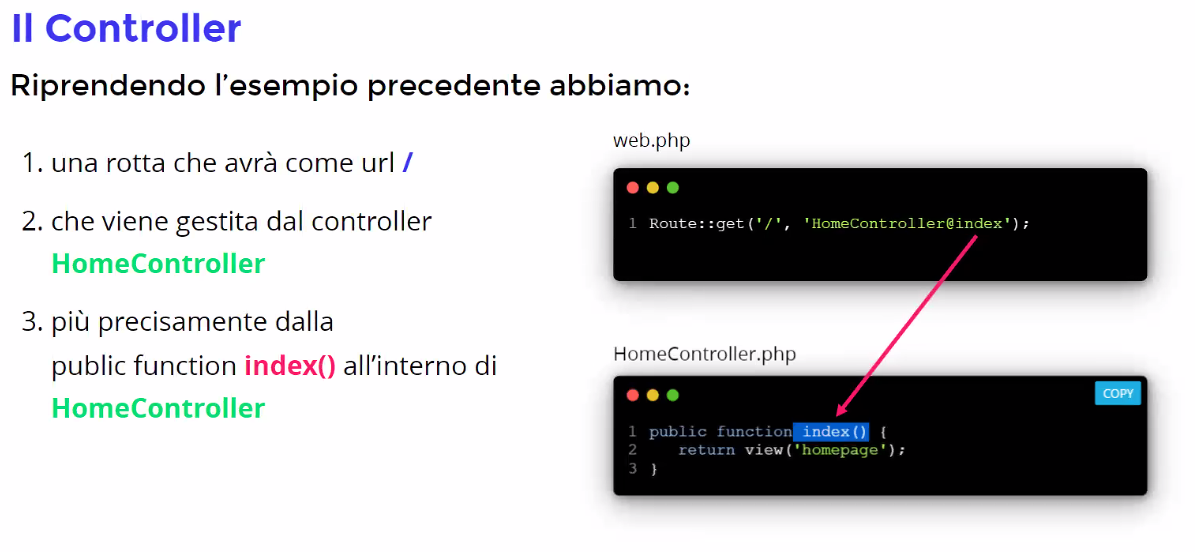 Il Controller
Riprendendo l’esempio precedente abbiamo:
1. una rotta che avrà come url /
2. che viene gestita dal controller
HomeController
3. più precisamente dalla
public function index() all’interno di
HomeController
web.php
1 Route::get('/', 'HomeController@index');
HomeController.php
COPY
1 public function index() {
2 return view('homepage');
3 }